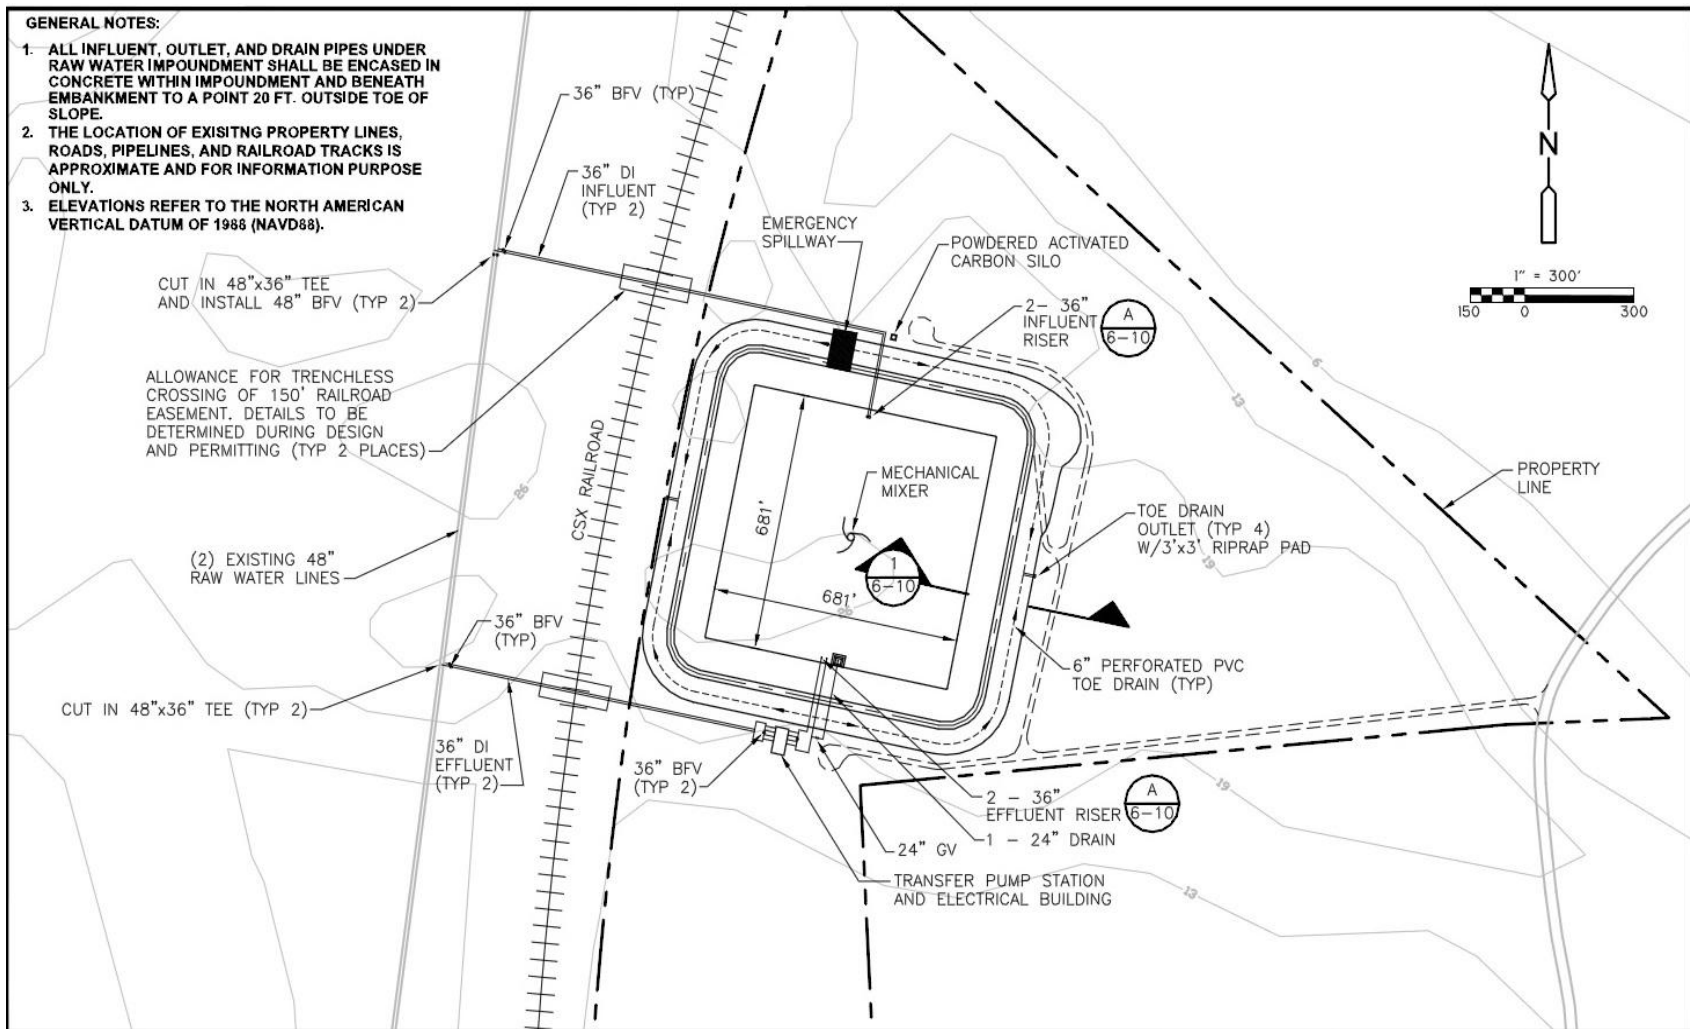 GENERAL NOTES:
1. ALL INFLUENT, OUTLET, AND DRAIN PIPES UNDER
RAW WATER IMPOUNDMENT SHALL BE ENCASED IN
CONCRETE WITHIN IMPOUNDMENT AND BENEATH
EMBANKMENT TO A POINT 20 FT. OUTSIDE TOE OF
SLOPE.
2. THE LOCATION OF EXISITNG PROPERTY LINES,
ROADS, PIPELINES, AND RAILROAD TRACKS IS
APPROXIMATE AND FOR INFORMATION PURPOSE
ONLY.
3. ELEVATIONS REFER TO THE NORTH AMERICAN
VERTICAL DATUM OF 1988 (NAVD88).
36" BFV (TYP)
36" DI
INFLUENT
(TYP 2)
CUT IN 48"x36" TEE
AND INSTALL 48" BFV (TYP 2)
ALLOWANCE FOR TRENCHLESS
CROSSING OF 150' RAILROAD
EASEMENT. DETAILS TO BE
DETERMINED DURING DESIGN
AND PERMITTING (TYP 2 PLACES)
(2) EXISTING 48"
RAW WATER LINES
26
CSX RAILROAD
36" BFV
(TYP)
CUT IN 48"x36" TEE (TYP 2)
36" DI
EFFLUENT
(TYP 2)
36" BFV
(TYP 2)
EMERGENCY
SPILLWAY
POWDERED ACTIVATED
CARBON SILO
2- 36"
INFLUENT
RISER
A
6-10
N
1" = 300'
150 0 300
6
13
681'
MECHANICAL
MIXER
1
6-10
681'
26
PROPERTY
LINE
TOE DRAIN
OUTLET (TYP 4)
W/3'x3' RIPRAP PAD
19
6" PERFORATED PVC
TOE DRAIN (TYP)
19
2 - 36"
EFFLUENT RISER
A
6-10
1 - 24" DRAIN
24" GV
TRANSFER PUMP STATION
AND ELECTRICAL BUILDING
13